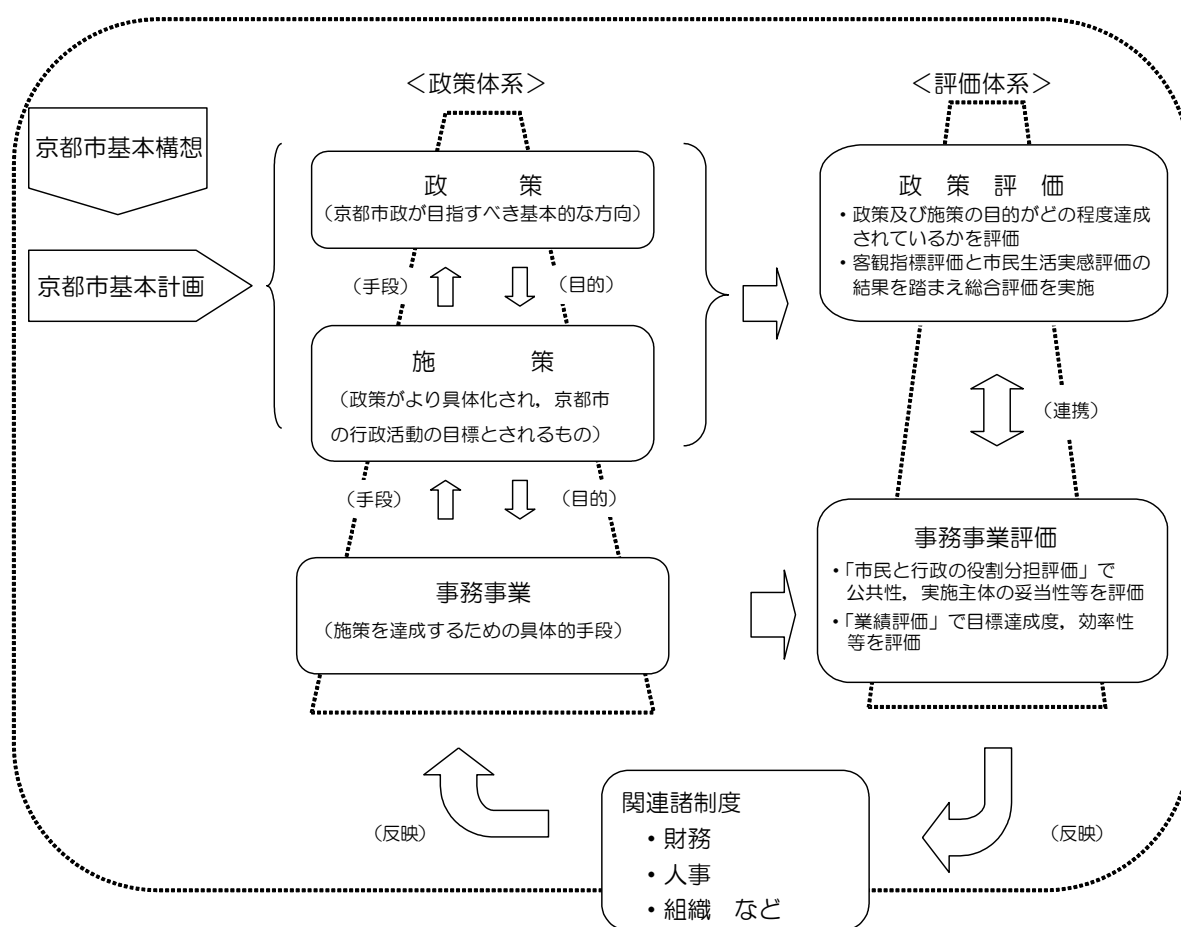 ＜政策体系＞
＜評価体系＞
京都市基本構想
京都市基本計画
政　　策
（京都市政が目指すべき基本的な方向）
（手段）
（目的）
施　　策
（政策がより具体化され，京都市
の行政活動の目標とされるもの）
（手段）
（目的）
事務事業
（施策を達成するための具体的手段）
政　策　評　価
・政策及び施策の目的がどの程度達成
されているかを評価
・客観指標評価と市民生活実感評価の
結果を踏まえ総合評価を実施
（連携）
事務事業評価
・「市民と行政の役割分担評価」で
公共性，実施主体の妥当性等を評価
・「業績評価」で目標達成度，効率性
等を評価
（反映）
関連諸制度
・財務
・人事
・組織　など
（反映）